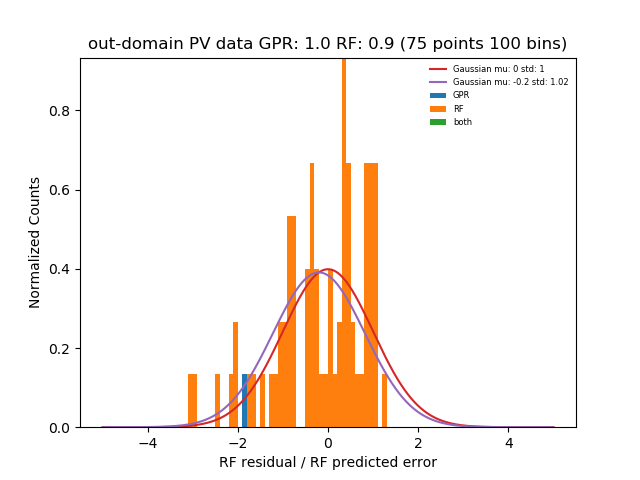 out-domain PV data GPR: 1.0 RF: 0.9 (75 points 100 bins)
Gaussian mu: 0 std: 1
Gaussian mu: -0.2 std: 1.02
GPR
RF
both
Normalized Counts
0.8
0.6
0.4
0.2
0.0
−4
−2
0
2
4
RF residual / RF predicted error